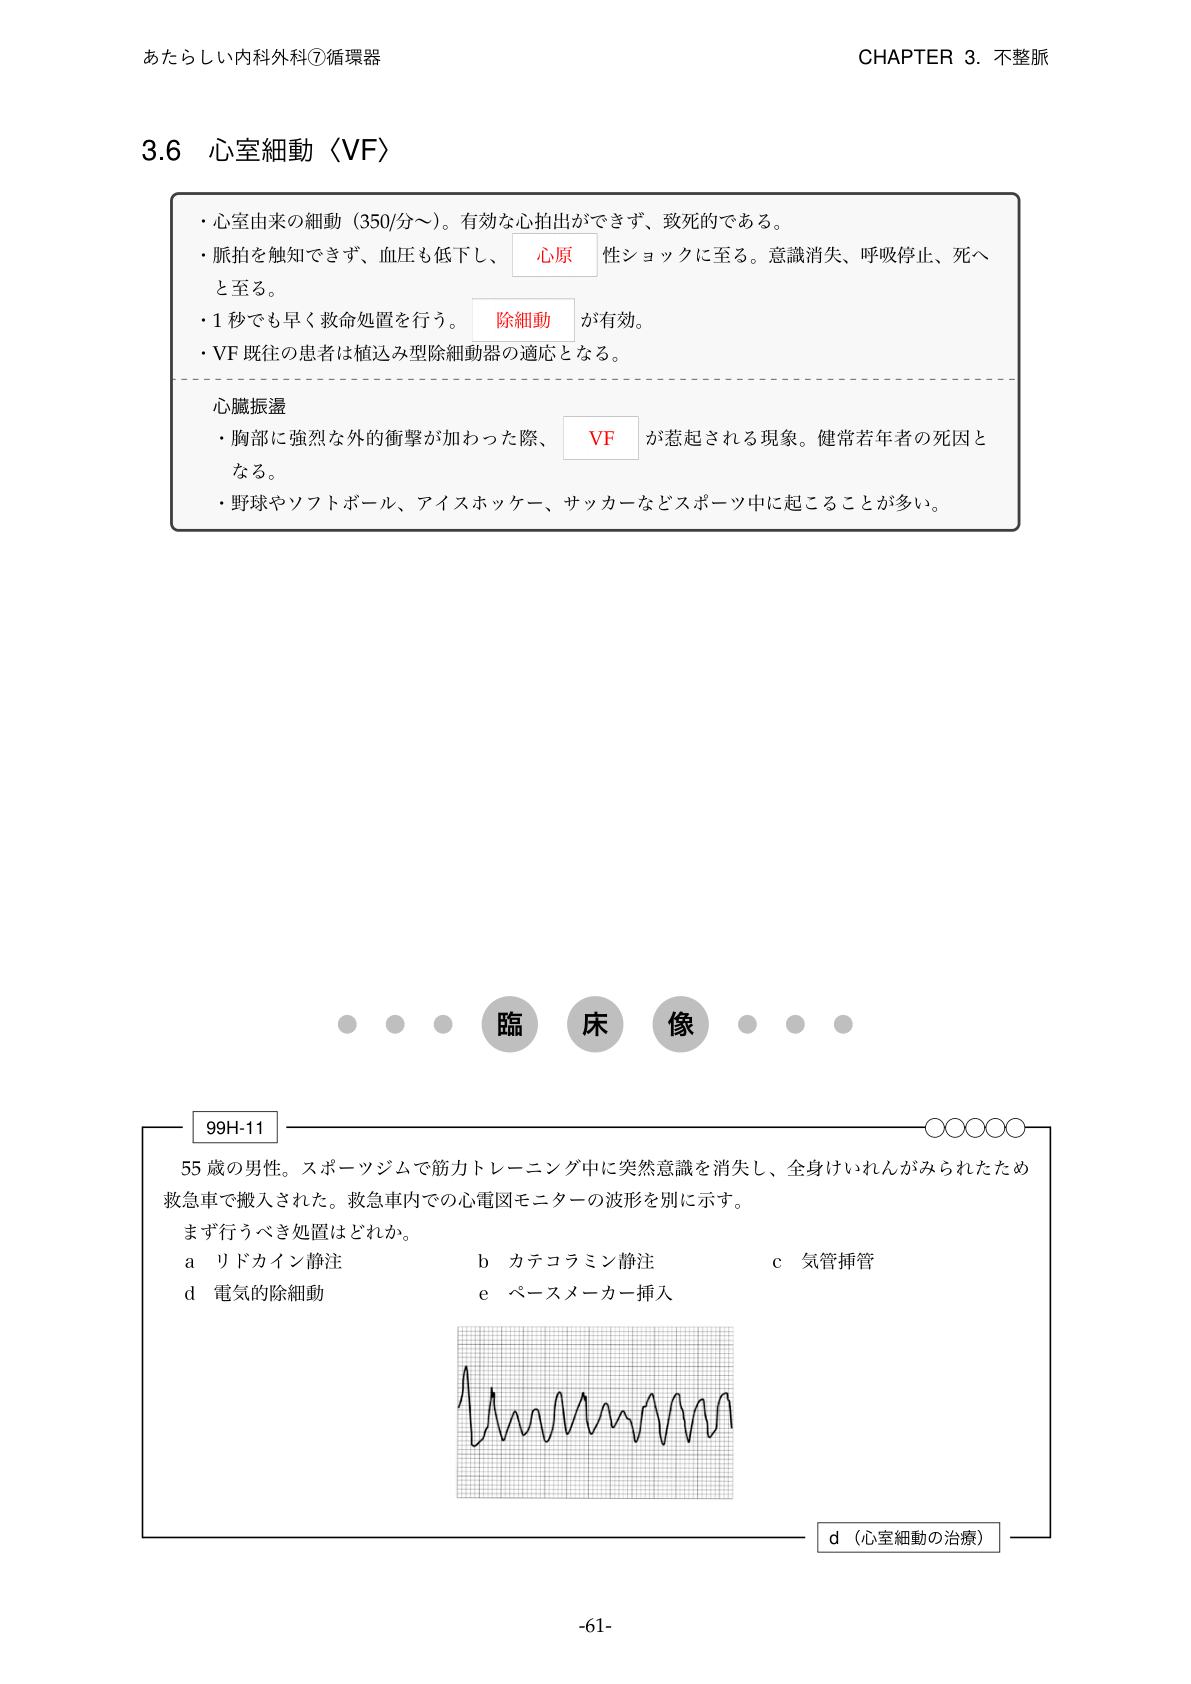 あたらしい内科外科⑦循環器
CHAPTER 3. 不整脈
3.6 心室細動〈VF〉
・心室由来の細動（350/分〜）。有効な心拍出ができず、致死的である。
・脈拍を触知できず、血圧も低下し、 心原 性ショックに至る。意識消失、呼吸停止、死へ
と至る。
・1 秒でも早く救命処置を行う。 除細動 が有効。
・VF 既往の患者は植込み型除細動器の適応となる。
心臓振盪
・胸部に強烈な外的衝撃が加わった際、 VF が惹起される現象。健常若年者の死因と
なる。
・野球やソフトボール、アイスホッケー、サッカーなどスポーツ中に起こることが多い。
臨 床 像
99H-11
55 歳の男性。スポーツジムで筋力トレーニング中に突然意識を消失し、全身けいれんがみられたため
救急車で搬入された。救急車内での心電図モニターの波形を別に示す。
まず行うべき処置はどれか。
a リドカイン静注 b カテコラミン静注 c 気管挿管
d 電気的除細動 e ペースメーカー挿入
d （心室細動の治療）
-61-